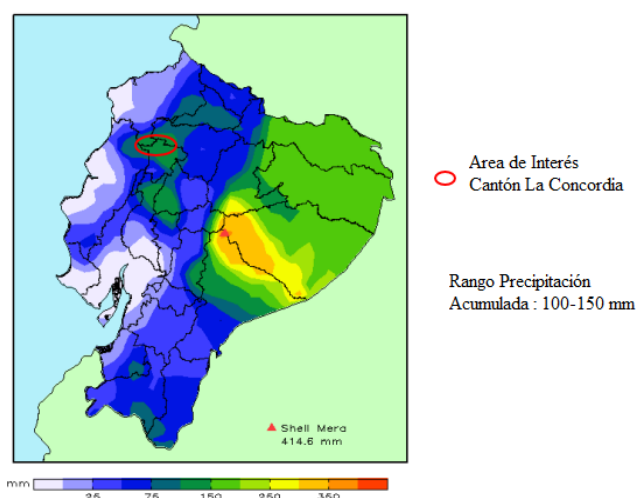 Area de Interés
Cantón La Concordia
Rango Precipitación
Acumulada : 100-150 mm
Shell Mera
414.6 mm
mm 25 75 150 250 350